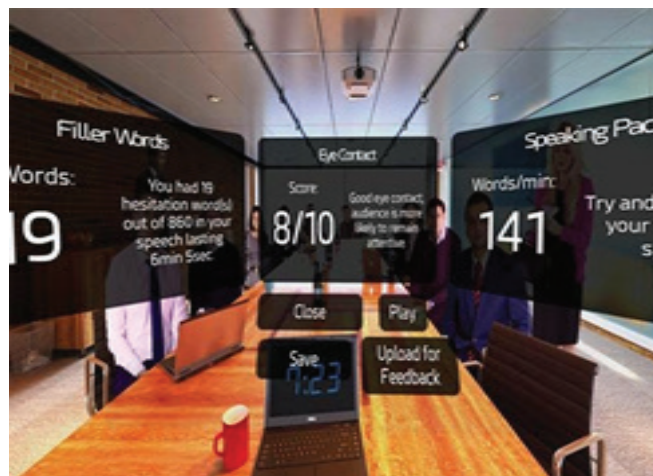 Filler Words
Words:
19
You had 19
hesitation word(s)
out of 860 in your
speech lasting
6min 5sec.
Eye Contact
Score:
8/10
Good eye contact,
audience is more
likely to remain
attentive
Speaking Pac
Words/min:
141
Try and
your
s
Close
Play
Save
Upload for
Feedback
7:23